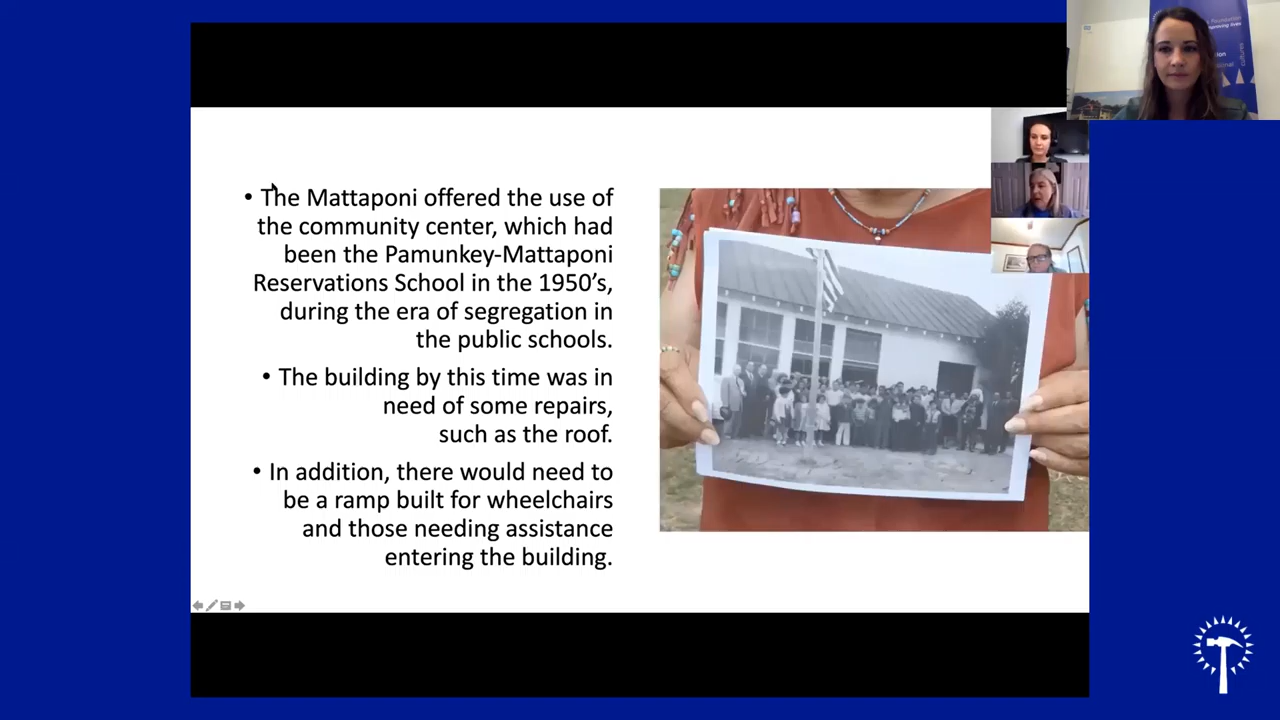 • The Mattaponi offered the use of
the community center, which had
been the Pamunkey-Mattaponi
Reservations School in the 1950’s,
during the era of segregation in
the public schools.
• The building by this time was in
need of some repairs,
such as the roof.
• In addition, there would need to
be a ramp built for wheelchairs
and those needing assistance
entering the building.
Foundation
cultures